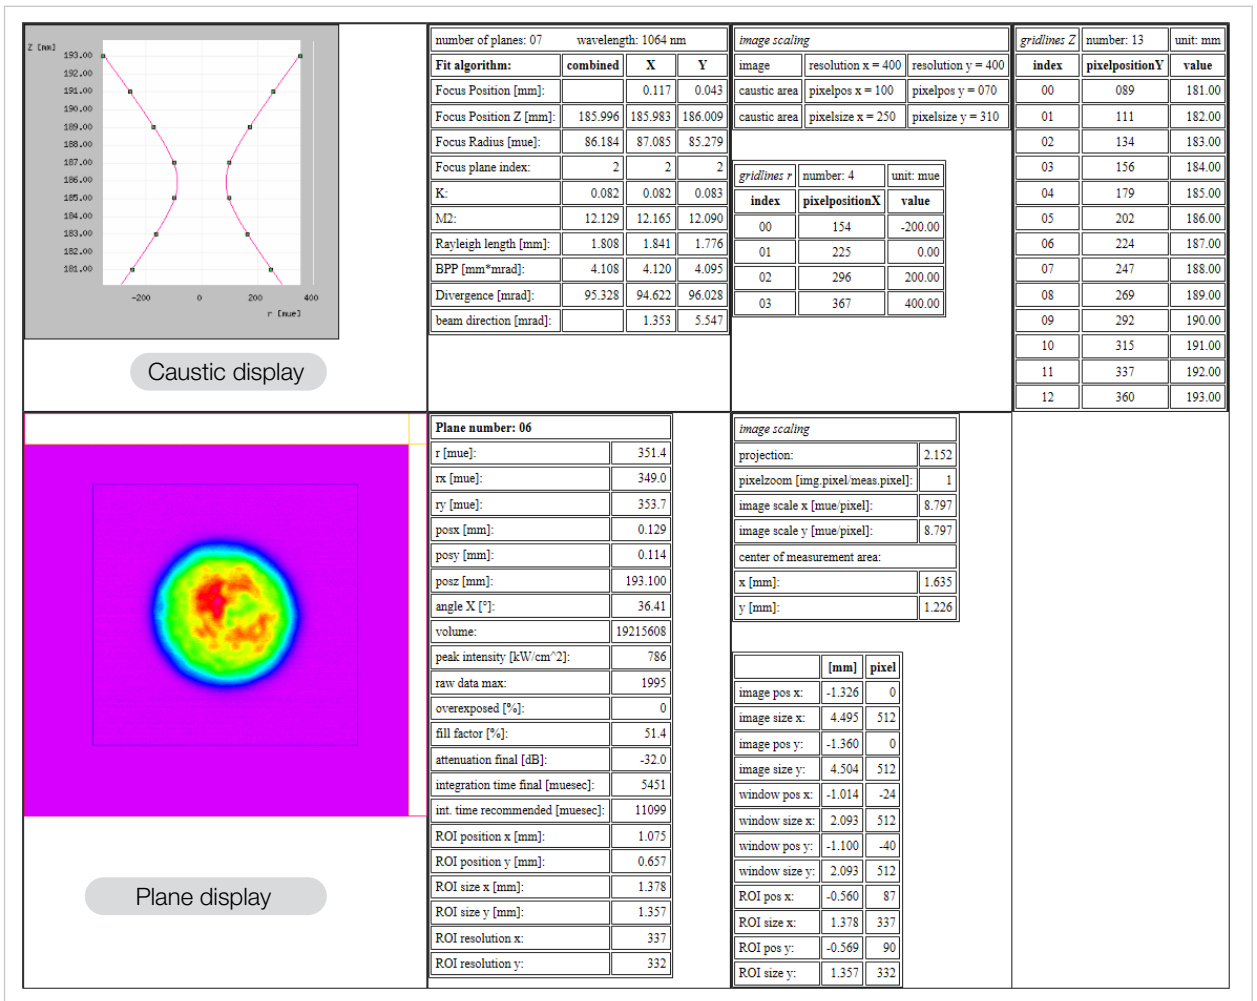 Z [mm]
193.00
192.00
191.00
190.00
189.00
188.00
187.00
186.00
185.00
184.00
183.00
182.00
181.00
-200 0 200 400
r [mue]
Caustic display
number of planes: 07 wavelength: 1064 nm
Fit algorithm: combined X Y
Focus Position [mm]: 0.117 0.043
Focus Position Z [mm]: 185.996 185.983 186.009
Focus Radius [mue]: 86.184 87.085 85.279
Focus plane index: 2 2 2
K: 0.082 0.082 0.083
M2: 12.129 12.165 12.090
Rayleigh length [mm]: 1.808 1.841 1.776
BPP [mm*mrad]: 4.108 4.120 4.095
Divergence [mrad]: 95.328 94.622 96.028
beam direction [mrad]: 1.353 5.547
image scaling
image resolution x = 400 resolution y = 400
caustic area pixelpos x = 100 pixelpos y = 070
caustic area pixelsize x = 250 pixelsize y = 310
gridlines r number: 4 unit: mue
index pixelpositionX value
00 154 -200.00
01 225 0.00
02 296 200.00
03 367 400.00
gridlines Z number: 13 unit: mm
index pixelpositionY value
00 089 181.00
01 111 182.00
02 134 183.00
03 156 184.00
04 179 185.00
05 202 186.00
06 224 187.00
07 247 188.00
08 269 189.00
09 292 190.00
10 315 191.00
11 337 192.00
12 360 193.00
Plane display
Plane number: 06
r [mue]: 351.4
rx [mue]: 349.0
ry [mue]: 353.7
posx [mm]: 0.129
posy [mm]: 0.114
posz [mm]: 193.100
angle X [°]: 36.41
volume: 19215608
peak intensity [kW/cm^2]: 786
raw data max: 1995
overexposed [%]: 0
fill factor [%]: 51.4
attenuation final [dB]: -32.0
integration time final [muesec]: 5451
int. time recommended [muesec]: 11099
ROI position x [mm]: 1.075
ROI position y [mm]: 0.657
ROI size x [mm]: 1.378
ROI size y [mm]: 1.357
ROI resolution x: 337
ROI resolution y: 332
image scaling
projection: 2.152
pixelzoom [img.pixel/meas.pixel]: 1
image scale x [mue/pixel]: 8.797
image scale y [mue/pixel]: 8.797
center of measurement area:
x [mm]: 1.635
y [mm]: 1.226
[mm] pixel
image pos x: -1.326 0
image size x: 4.495 512
image pos y: -1.360 0
image size y: 4.504 512
window pos x: -1.014 -24
window size x: 2.093 512
window pos y: -1.100 -40
window size y: 2.093 512
ROI pos x: -0.560 87
ROI size x: 1.378 337
ROI pos y: -0.569 90
ROI size y: 1.357 332